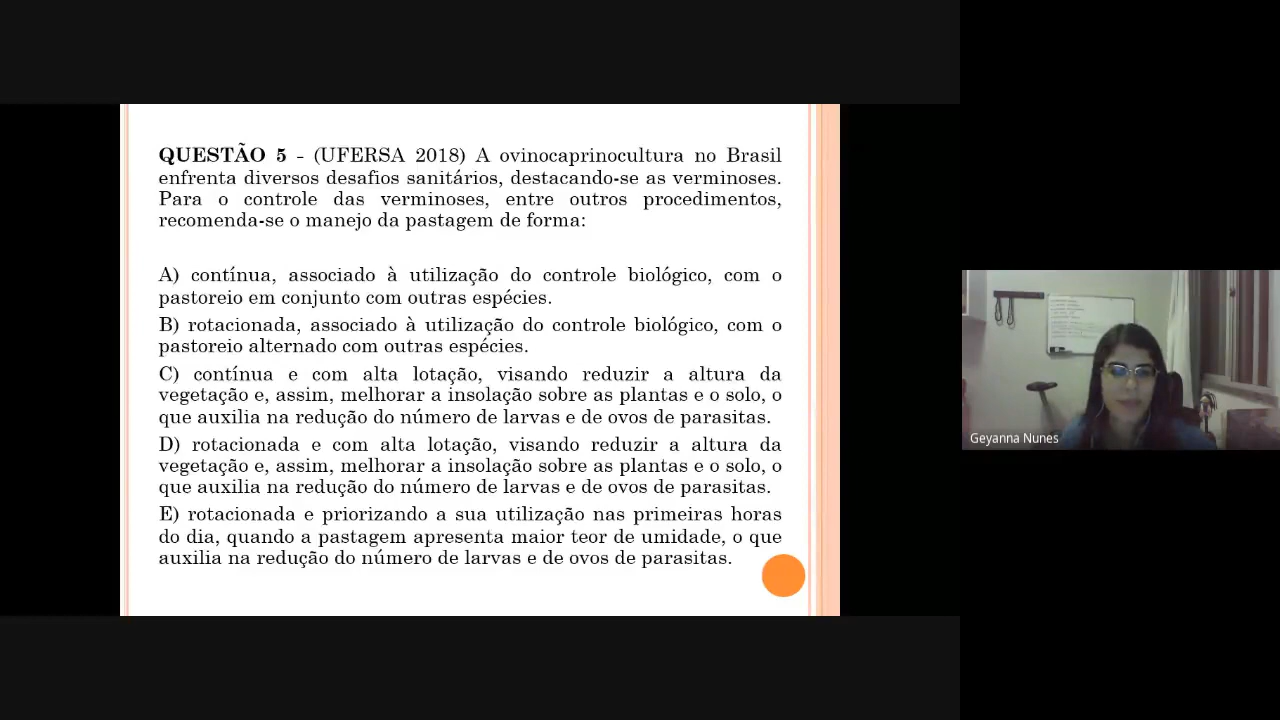 QUESTÃO 5 - (UFERSA 2018) A ovinocaprinocultura no Brasil
enfrenta diversos desafios sanitários, destacando-se as verminoses.
Para o controle das verminoses, entre outros procedimentos,
recomenda-se o manejo da pastagem de forma:
A) contínua, associado à utilização do controle biológico, com o
pastoreio em conjunto com outras espécies.
B) rotacionada, associado à utilização do controle biológico, com o
pastoreio alternado com outras espécies.
C) contínua e com alta lotação, visando reduzir a altura da
vegetação e, assim, melhorar a insolação sobre as plantas e o solo, o
que auxilia na redução do número de larvas e de ovos de parasitas.
D) rotacionada e com alta lotação, visando reduzir a altura da
vegetação e, assim, melhorar a insolação sobre as plantas e o solo, o
que auxilia na redução do número de larvas e de ovos de parasitas.
E) rotacionada e priorizando a sua utilização nas primeiras horas
do dia, quando a pastagem apresenta maior teor de umidade, o que
auxilia na redução do número de larvas e de ovos de parasitas.
Geyanna Nunes